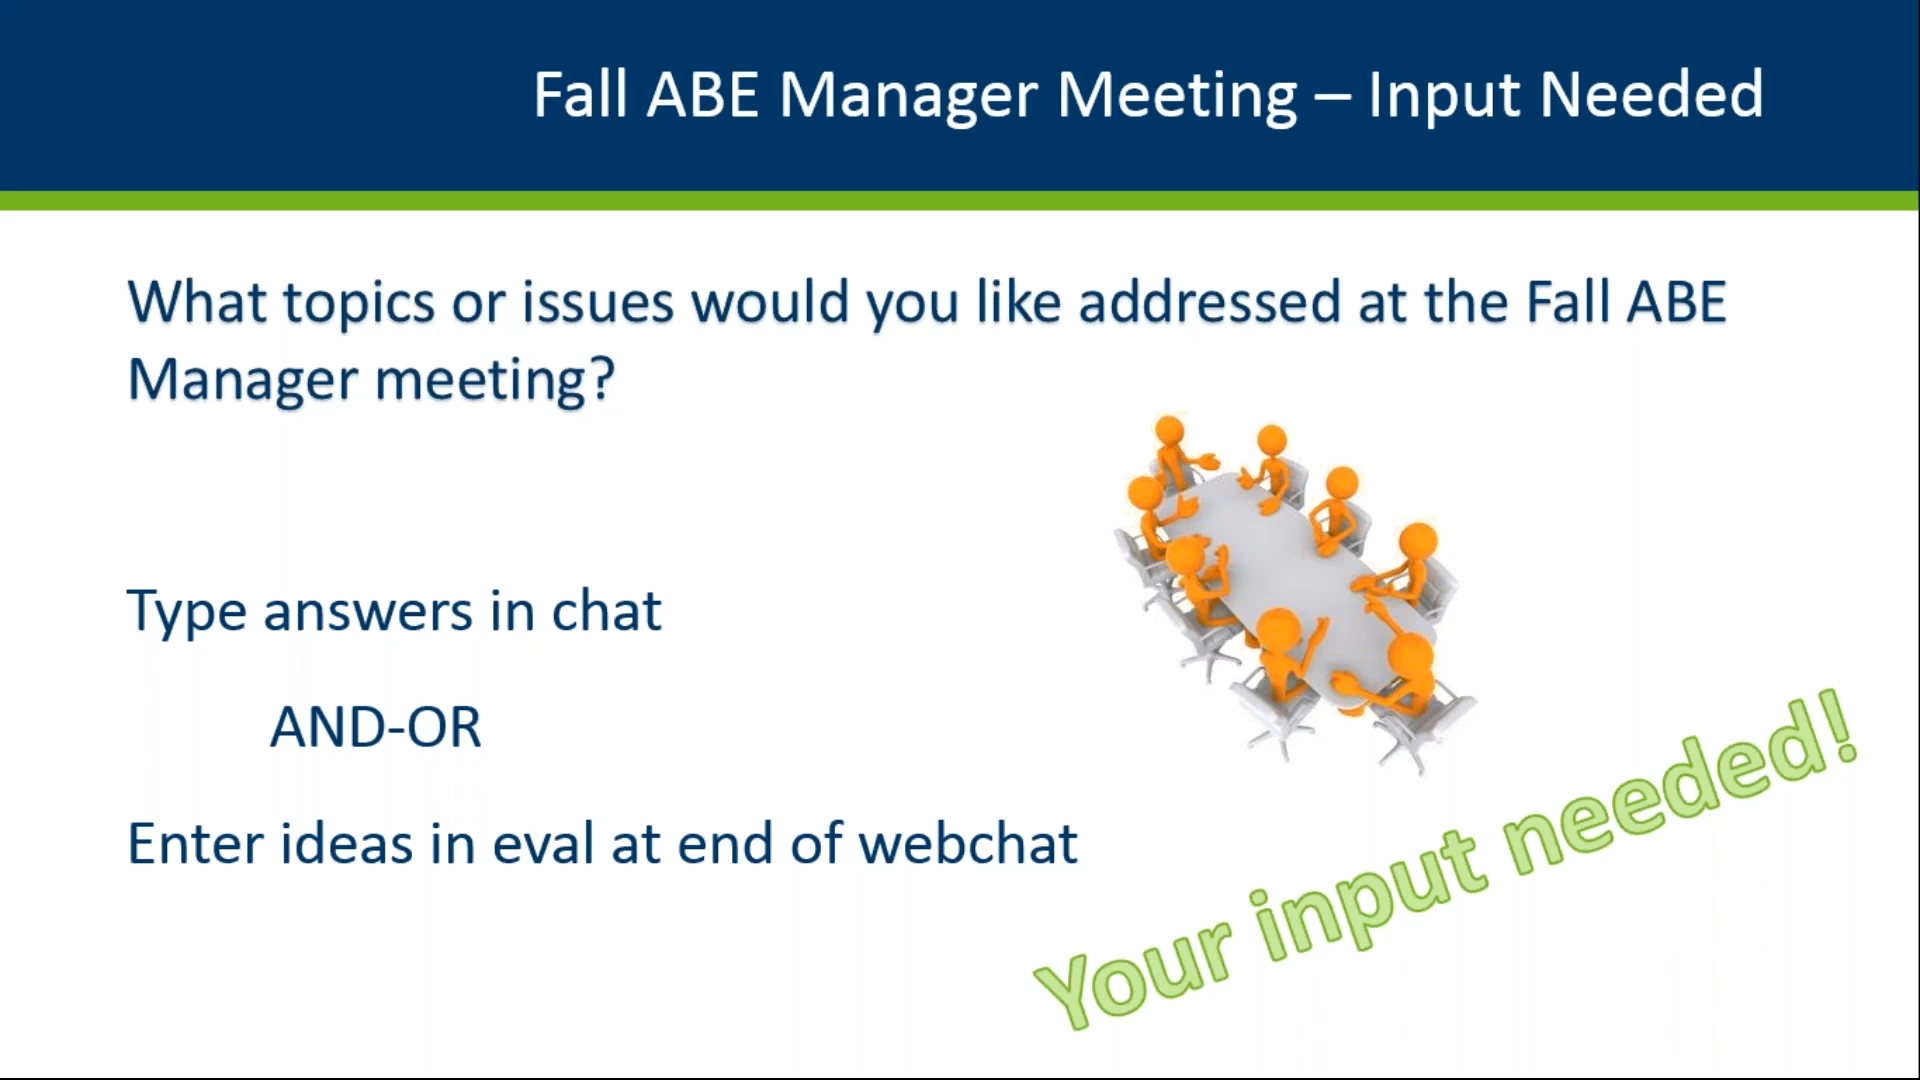 Fall ABE Manager Meeting – Input Needed
What topics or issues would you like addressed at the Fall ABE
Manager meeting?
Type answers in chat
AND-OR
Enter ideas in eval at end of webchat
Your input needed!